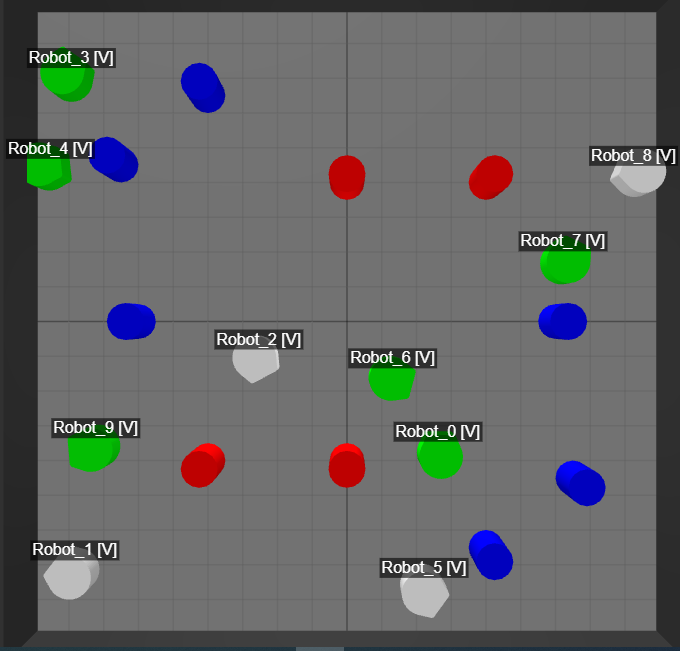 Robot_3 [V]
Robot_4 [V]
Robot_8 [V]
Robot_7 [V]
Robot_2 [V]
Robot_6 [V]
Robot_9 [V]
Robot_0 [V]
Robot_1 [V]
Robot_5 [V]